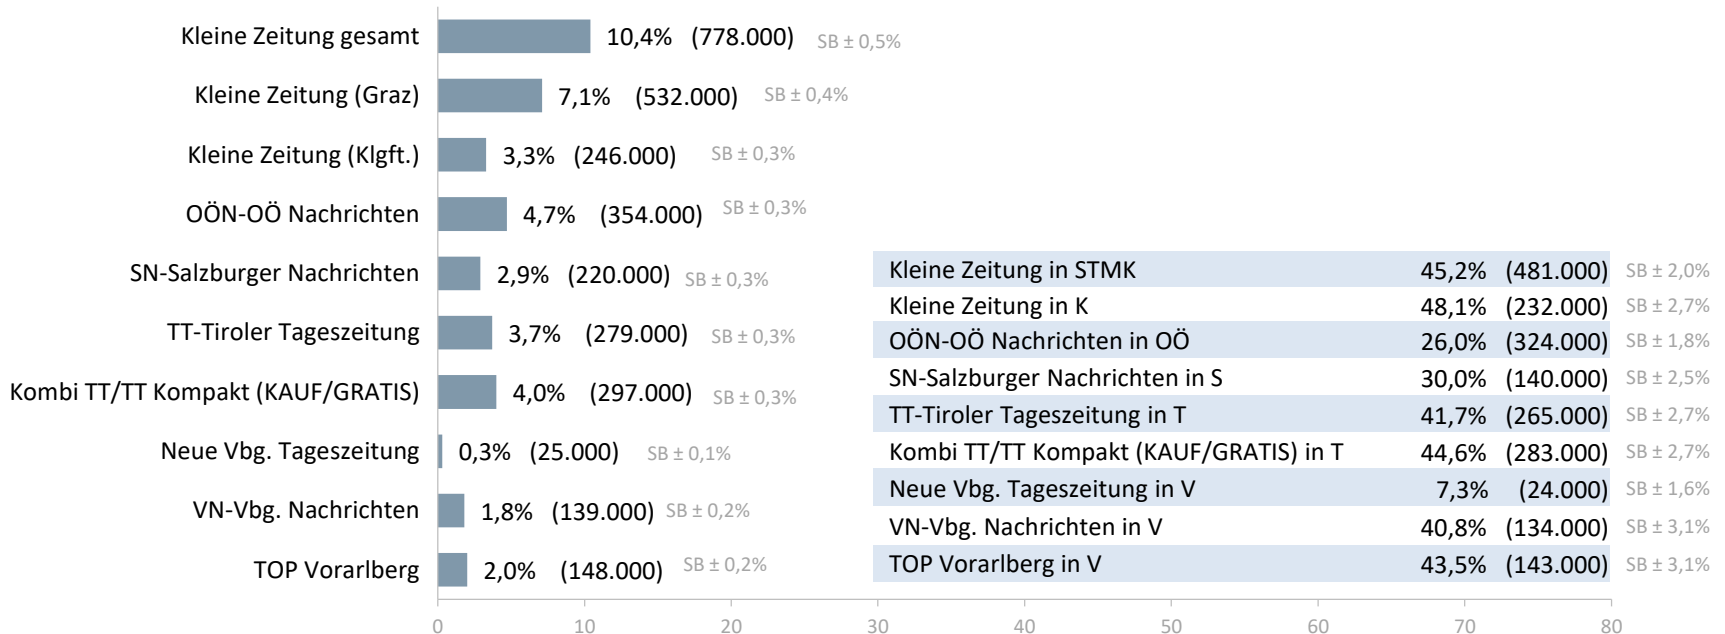 Kleine Zeitung gesamt 10,4% (778.000) SB ± 0,5%
Kleine Zeitung (Graz) 7,1% (532.000) SB ± 0,4%
Kleine Zeitung (Klgft.) 3,3% (246.000) SB ± 0,3%
OÖN-OÖ Nachrichten 4,7% (354.000) SB ± 0,3%
SN-Salzburger Nachrichten 2,9% (220.000) SB ± 0,3%
TT-Tiroler Tageszeitung 3,7% (279.000) SB ± 0,3%
Kombi TT/TT Kompakt (KAUF/GRATIS) 4,0% (297.000) SB ± 0,3%
Neue Vbg. Tageszeitung 0,3% (25.000) SB ± 0,1%
VN-Vbg. Nachrichten 1,8% (139.000) SB ± 0,2%
TOP Vorarlberg 2,0% (148.000) SB ± 0,2%
Kleine Zeitung in STMK 45,2% (481.000) SB ± 2,0%
Kleine Zeitung in K 48,1% (232.000) SB ± 2,7%
OÖN-OÖ Nachrichten in OÖ 26,0% (324.000) SB ± 1,8%
SN-Salzburger Nachrichten in S 30,0% (140.000) SB ± 2,5%
TT-Tiroler Tageszeitung in T 41,7% (265.000) SB ± 2,7%
Kombi TT/TT Kompakt (KAUF/GRATIS) in T 44,6% (283.000) SB ± 2,7%
Neue Vbg. Tageszeitung in V 7,3% (24.000) SB ± 1,6%
VN-Vbg. Nachrichten in V 40,8% (134.000) SB ± 3,1%
TOP Vorarlberg in V 43,5% (143.000) SB ± 3,1%
0 10 20 30 40 50 60 70 80